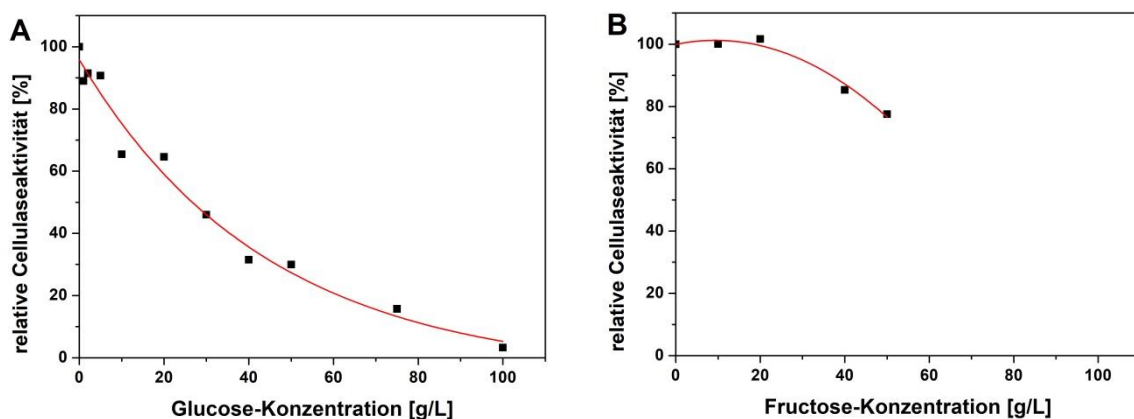 A
relative Cellulaseaktivität [%]
100
80
60
40
20
0
0 20 40 60 80 100
Glucose-Konzentration [g/L]
B
relative Cellulaseaktivität [%]
100
80
60
40
20
0
0 20 40 60 80 100
Fructose-Konzentration [g/L]